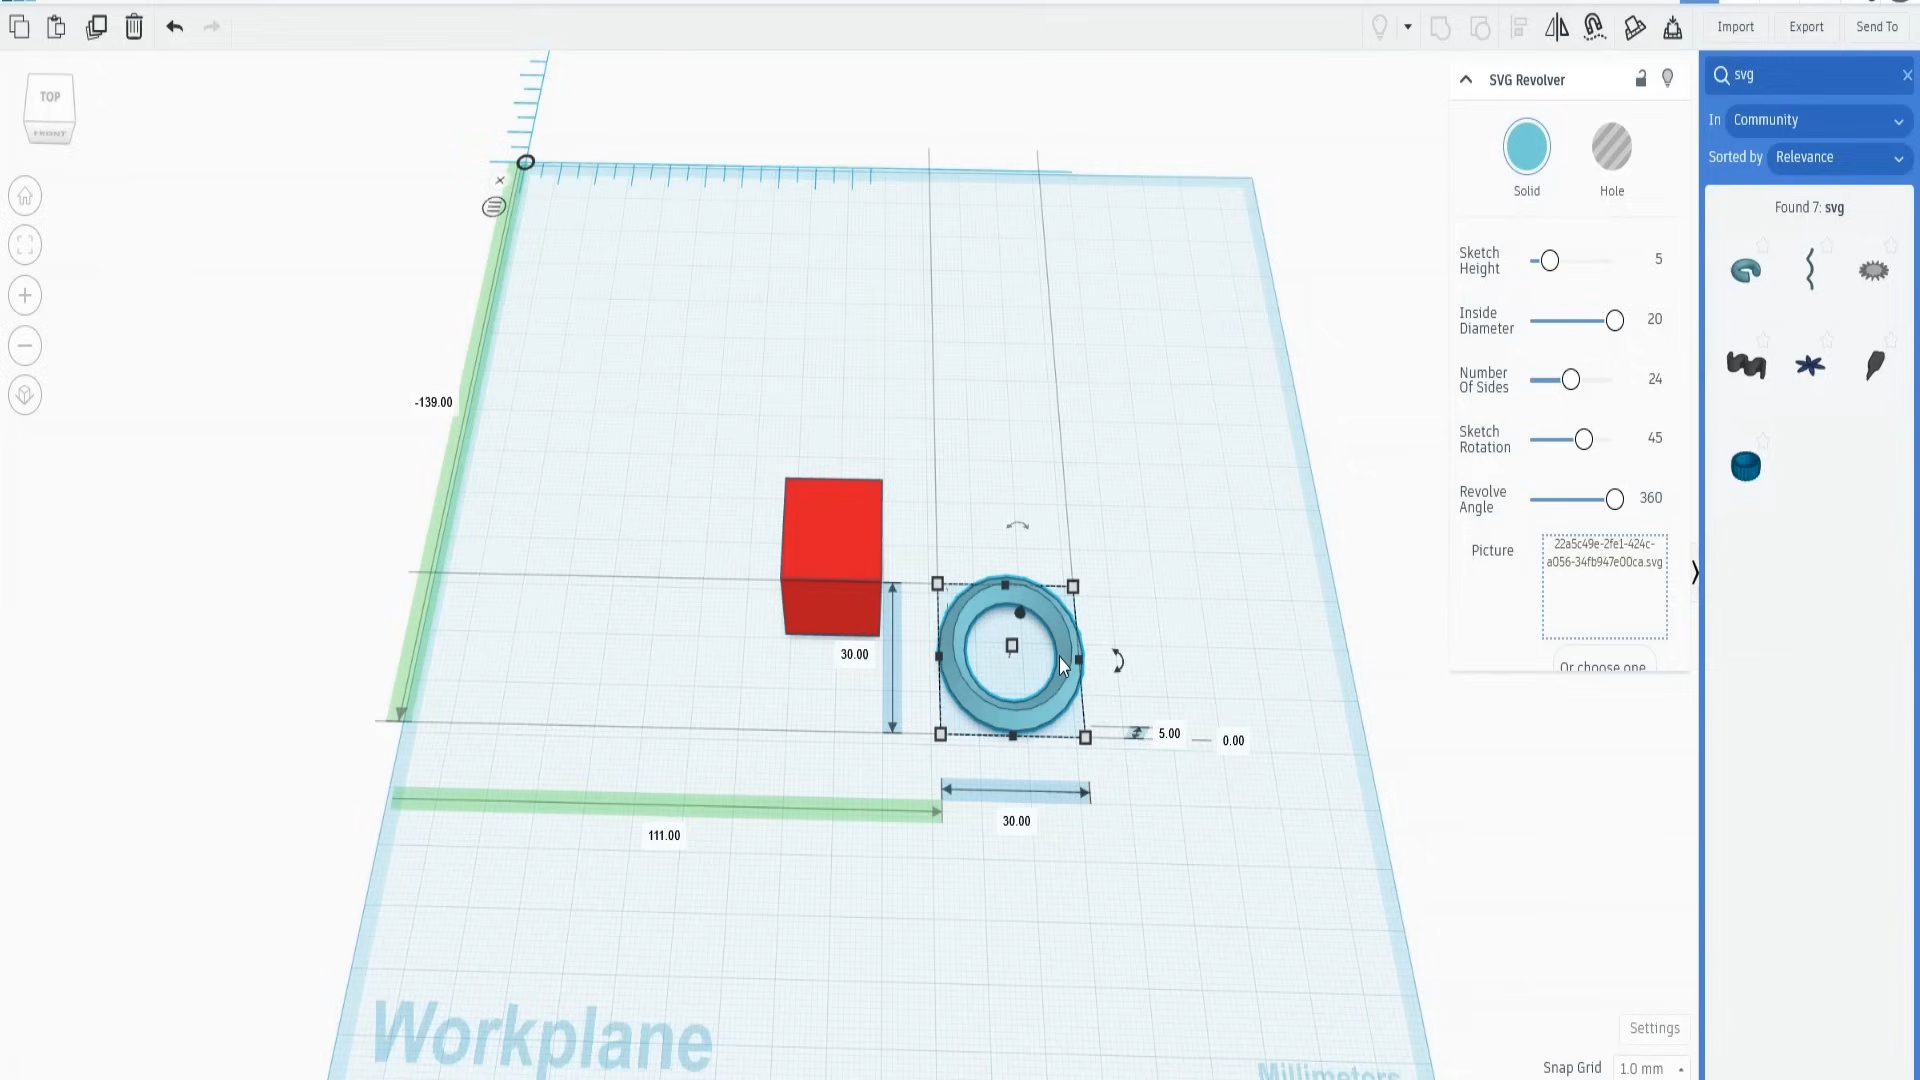 Import
Export
Send To
TOP
FRONT
SVG Revolver
svg
In
Community
Sorted by
Relevance
Solid
Hole
Found 7: svg
Sketch
Height
5
Inside
Diameter
20
Number
Of Sides
24
Sketch
Rotation
45
Revolve
Angle
360
Picture
22a5c49e-2fe1-424c-
a056-34fb947e00ca.svg
Or choose one
-139.00
30.00
5.00
0.00
30.00
111.00
Workplane
Millimeters
Settings
Snap Grid
1.0 mm